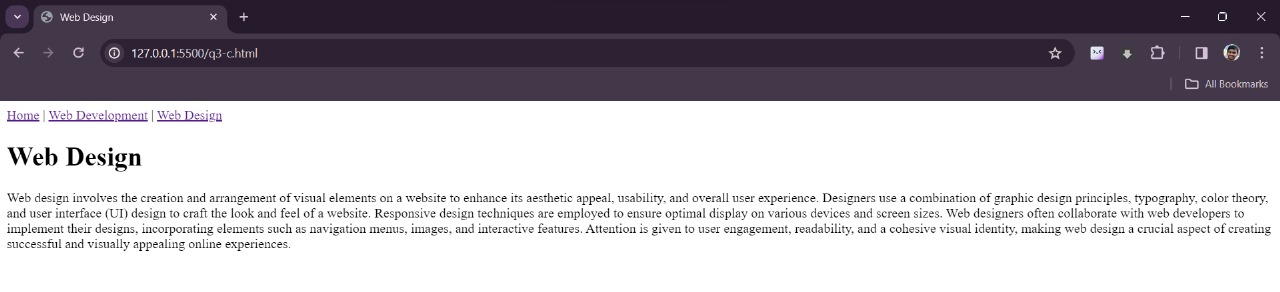 Web Design
127.0.0.1:5500/q3-c.html
All Bookmarks
Home | Web Development | Web Design
Web Design
Web design involves the creation and arrangement of visual elements on a website to enhance its aesthetic appeal, usability, and overall user experience. Designers use a combination of graphic design principles, typography, color theory,
and user interface (UI) design to craft the look and feel of a website. Responsive design techniques are employed to ensure optimal display on various devices and screen sizes. Web designers often collaborate with web developers to
implement their designs, incorporating elements such as navigation menus, images, and interactive features. Attention is given to user engagement, readability, and a cohesive visual identity, making web design a crucial aspect of creating
successful and visually appealing online experiences.